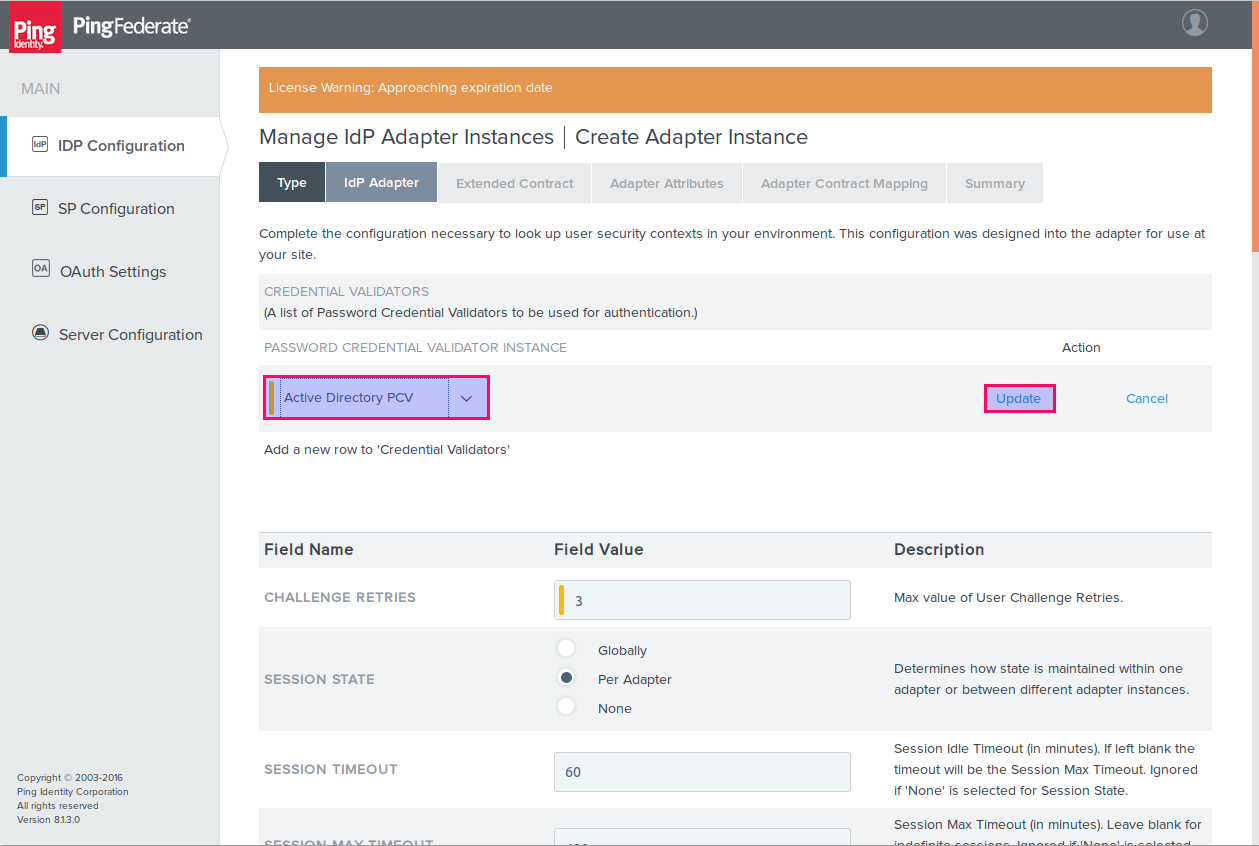 Ping
Identity.
PingFederate®
MAIN
IdP IDP Configuration
SP SP Configuration
OA OAuth Settings
Server Configuration
Copyright © 2003-2016
Ping Identity Corporation
All rights reserved
Version 8.1.3.0
License Warning: Approaching expiration date
Manage IdP Adapter Instances | Create Adapter Instance
Type IdP Adapter Extended Contract Adapter Attributes Adapter Contract Mapping Summary
Complete the configuration necessary to look up user security contexts in your environment. This configuration was designed into the adapter for use at
your site.
CREDENTIAL VALIDATORS
(A list of Password Credential Validators to be used for authentication.)
PASSWORD CREDENTIAL VALIDATOR INSTANCE Action
Active Directory PCV Update Cancel
Add a new row to 'Credential Validators'
Field Name Field Value Description
CHALLENGE RETRIES 3 Max value of User Challenge Retries.
SESSION STATE
Globally
Per Adapter
None
Determines how state is maintained within one
adapter or between different adapter instances.
SESSION TIMEOUT 60
Session Idle Timeout (in minutes). If left blank the
timeout will be the Session Max Timeout. Ignored
if 'None' is selected for Session State.
SESSION MAX TIMEOUT
Session Max Timeout (in minutes). Leave blank for
indefinite sessions. Ignored if 'None' is selected